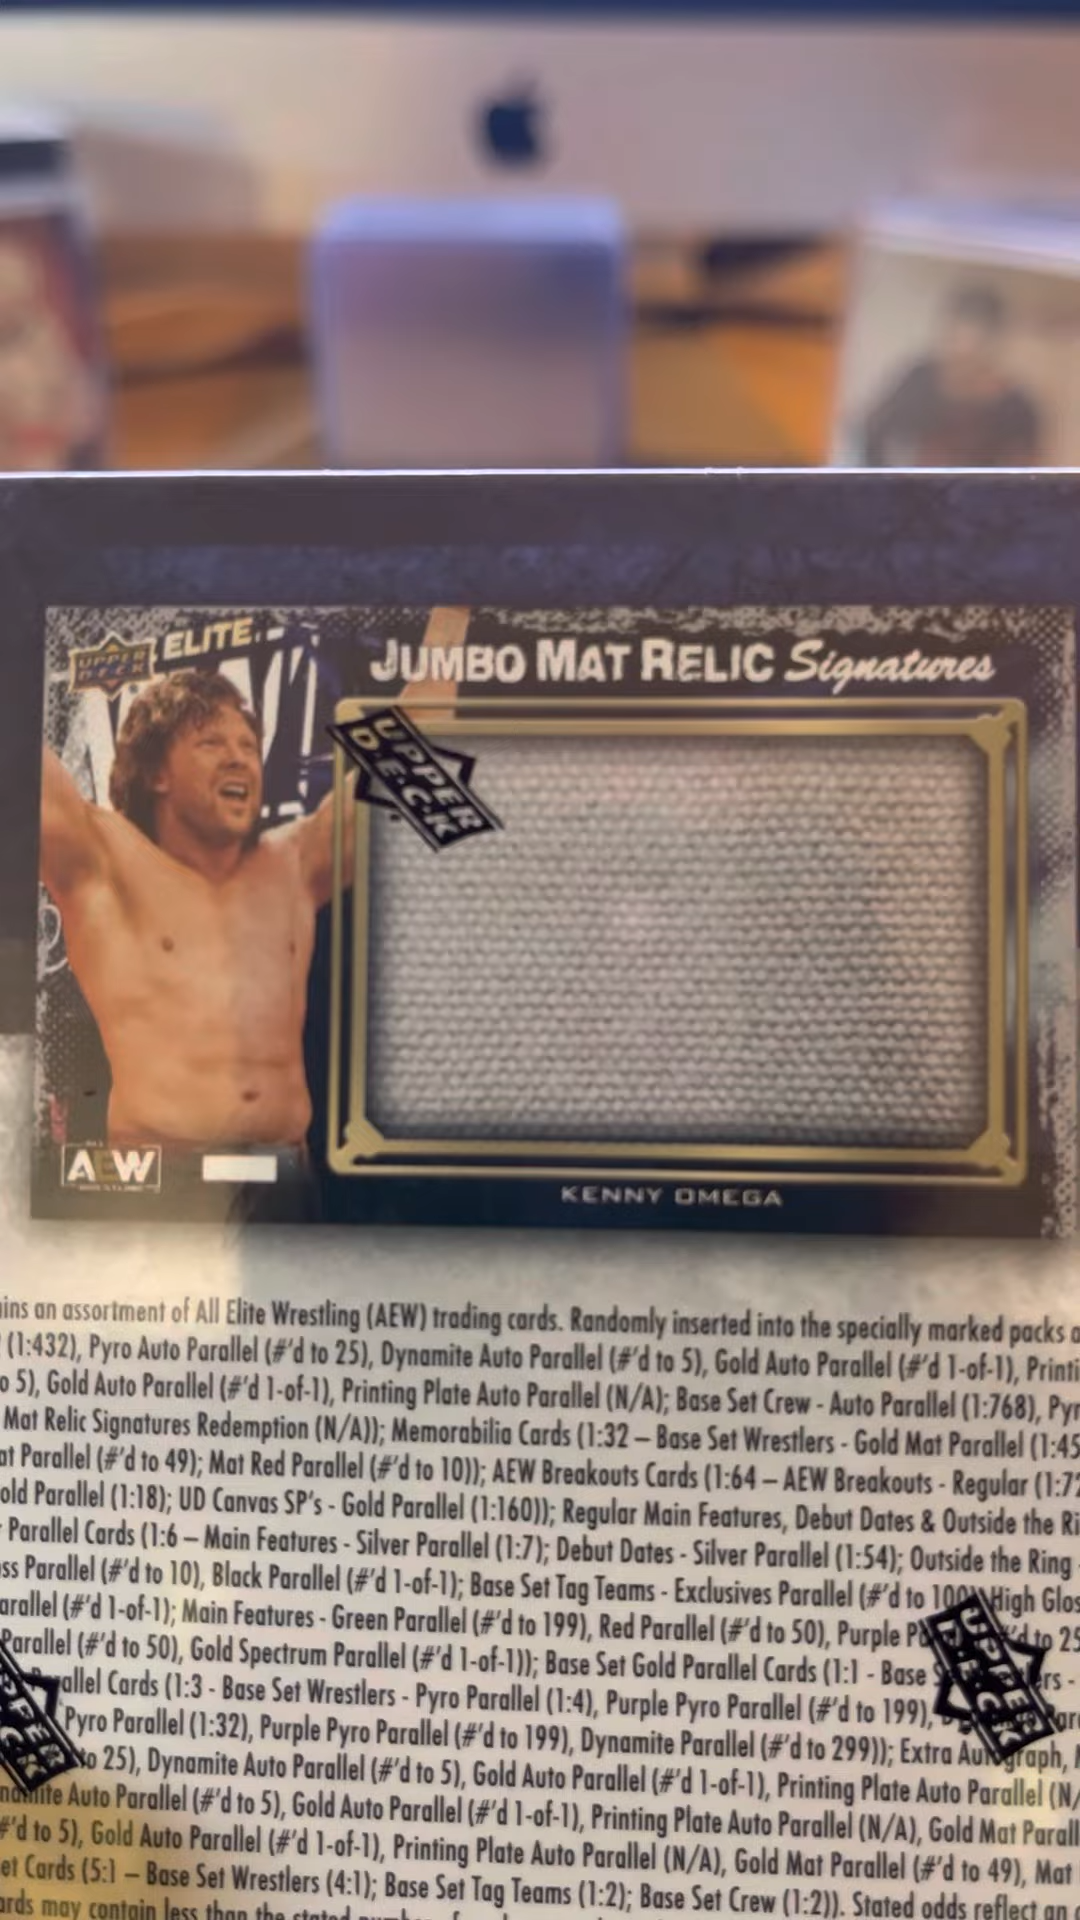 UPPER DECK
ELITE
JUMBO MAT RELIC Signatures
UPPER D.E.C.K
AEW
KENNY OMEGA
ins an assortment of All Elite Wrestling (AEW) trading cards. Randomly inserted into the specially marked packs
(1:432), Pyro Auto Parallel (#'d to 25), Dynamite Auto Parallel (#'d to 5), Gold Auto Parallel (#'d 1-of-1), Printi
o 5), Gold Auto Parallel (#'d 1-of-1), Printing Plate Auto Parallel (N/A); Base Set Crew - Auto Parallel (1:768), Pyr
Mat Relic Signatures Redemption (N/A)); Memorabilia Cards (1:32 – Base Set Wrestlers - Gold Mat Parallel (1:45
at Parallel (#'d to 49); Mat Red Parallel (#'d to 10)); AEW Breakouts Cards (1:64 – AEW Breakouts - Regular (1:72
old Parallel (1:18); UD Canvas SP's - Gold Parallel (1:160)); Regular Main Features, Debut Dates & Outside the Ri
Parallel Cards (1:6 – Main Features - Silver Parallel (1:7); Debut Dates - Silver Parallel (1:54); Outside the Ring
ss Parallel (#'d to 10), Black Parallel (#'d 1-of-1); Base Set Tag Teams - Exclusives Parallel (#'d to 100), High Glos
arallel (#'d 1-of-1); Main Features - Green Parallel (#'d to 199), Red Parallel (#'d to 50), Purple #'d to 25
Parallel (#'d to 50), Gold Spectrum Parallel (#'d 1-of-1)); Base Set Gold Parallel Cards (1:1 - Base
allel Cards (1:3 - Base Set Wrestlers - Pyro Parallel (1:4), Purple Pyro Parallel (#'d to 199),
Pyro Parallel (1:32), Purple Pyro Parallel (#'d to 199), Dynamite Parallel (#'d to 299)); Extra Autograph,
to 25), Dynamite Auto Parallel (#'d to 5), Gold Auto Parallel (#'d 1-of-1), Printing Plate Auto Parallel (N/
namite Auto Parallel (#'d to 5), Gold Auto Parallel (#'d 1-of-1), Printing Plate Auto Parallel (N/A), Gold Mat Parall
#'d to 5), Gold Auto Parallel (#'d 1-of-1), Printing Plate Auto Parallel (N/A), Gold Mat Parallel (#'d to 49), Mat
et Cards (5:1 – Base Set Wrestlers (4:1); Base Set Tag Teams (1:2); Base Set Crew (1:2)). Stated odds reflect an
ards may contain less than the stated number of